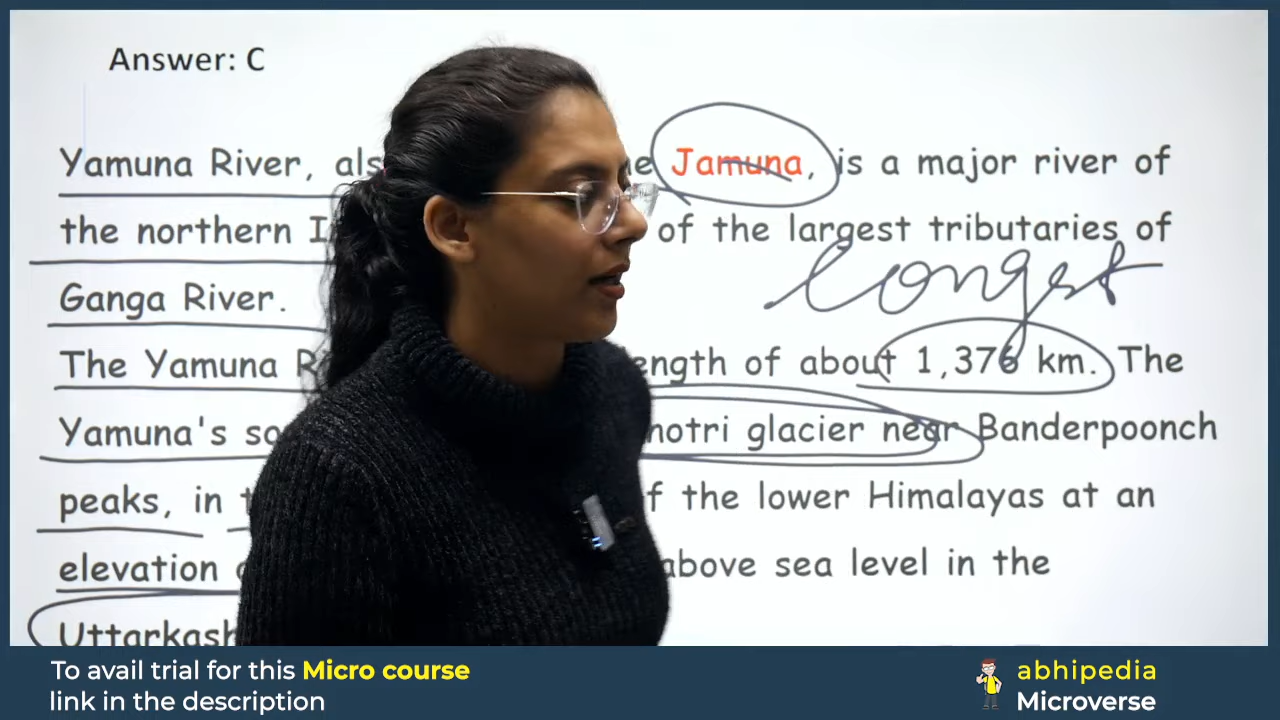 Answer: C
Yamuna River, als Jamuna, is a major river of
the northern of the largest tributaries of
longest
Ganga River.
The Yamuna ength of about 1,376 km. The
Yamuna's so notri glacier near Banderpoonch
peaks, in f the lower Himalayas at an
elevation above sea level in the
Uttarkash
To avail trial for this Micro course
link in the description
abhipedia
Microverse